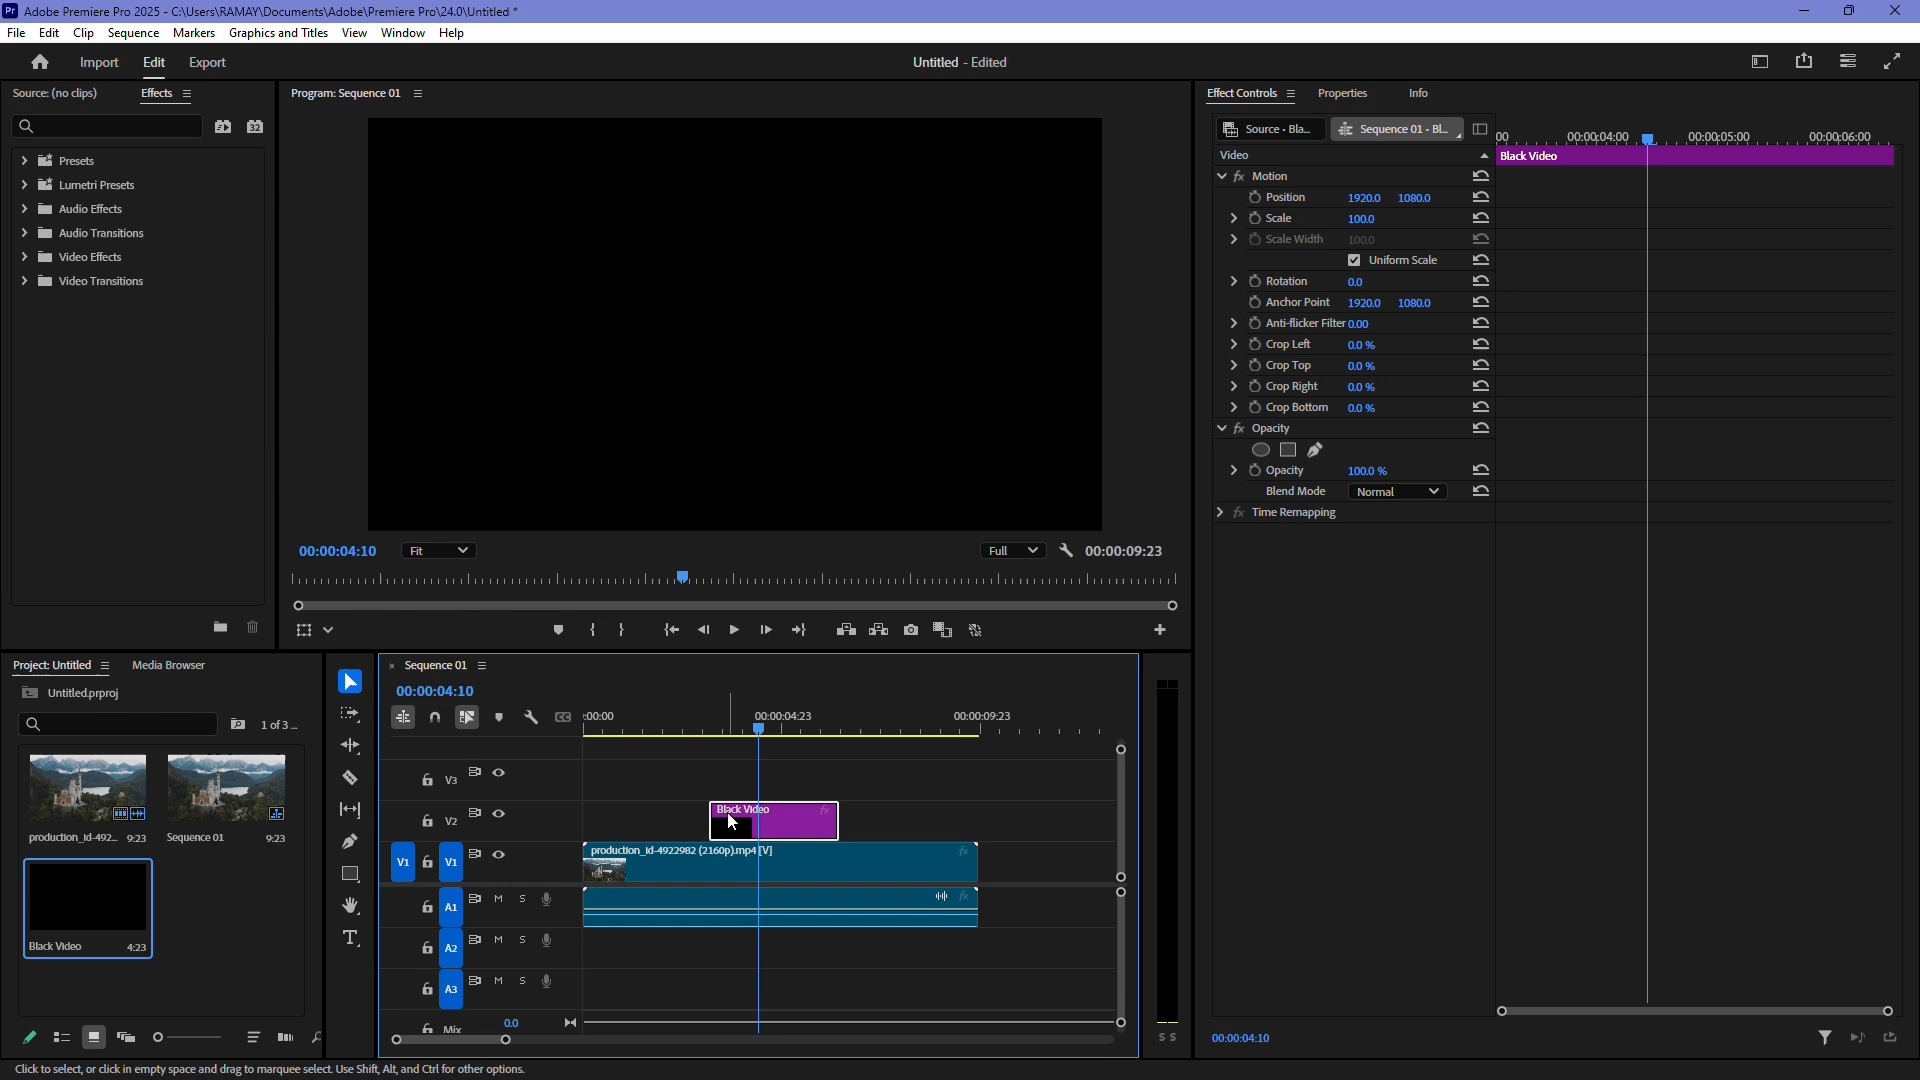 Pr Adobe Premiere Pro 2025 - C:\Users\RAMAY\Documents\Adobe\Premiere Pro\24.0\Untitled *
File Edit Clip Sequence Markers Graphics and Titles View Window Help
Import Edit Export
Untitled - Edited
Source: (no clips) Effects
Presets
Lumetri Presets
Audio Effects
Audio Transitions
Video Effects
Video Transitions
Program: Sequence 01
00:00:04:10 Fit Full 00:00:09:23
Effect Controls Properties Info
Source • Bla... Sequence 01 • Bl...
00 00:00:04:00 00:00:05:00 00:00:06:00
Video Black Video
fx Motion
Position 1920.0 1080.0
Scale 100.0
Scale Width 100.0
Uniform Scale
Rotation 0.0
Anchor Point 1920.0 1080.0
Anti-flicker Filter 0.00
Crop Left 0.0 %
Crop Top 0.0 %
Crop Right 0.0 %
Crop Bottom 0.0 %
fx Opacity
Opacity 100.0 %
Blend Mode Normal
fx Time Remapping
00:00:04:10
Project: Untitled Media Browser
Untitled.prproj
1 of 3 ...
production_id-492... 9:23
Sequence 01 9:23
Black Video 4:23
× Sequence 01
00:00:04:10
CC :00:00 00:00:04:23 00:00:09:23
V3
V2 Black Video fx
V1 V1 production_id-4922982 (2160p).mp4 [V] fx
A1 M S fx
A2 M S
A3 M S
Mix 0.0
S S
Click to select, or click in empty space and drag to marquee select. Use Shift, Alt, and Ctrl for other options.